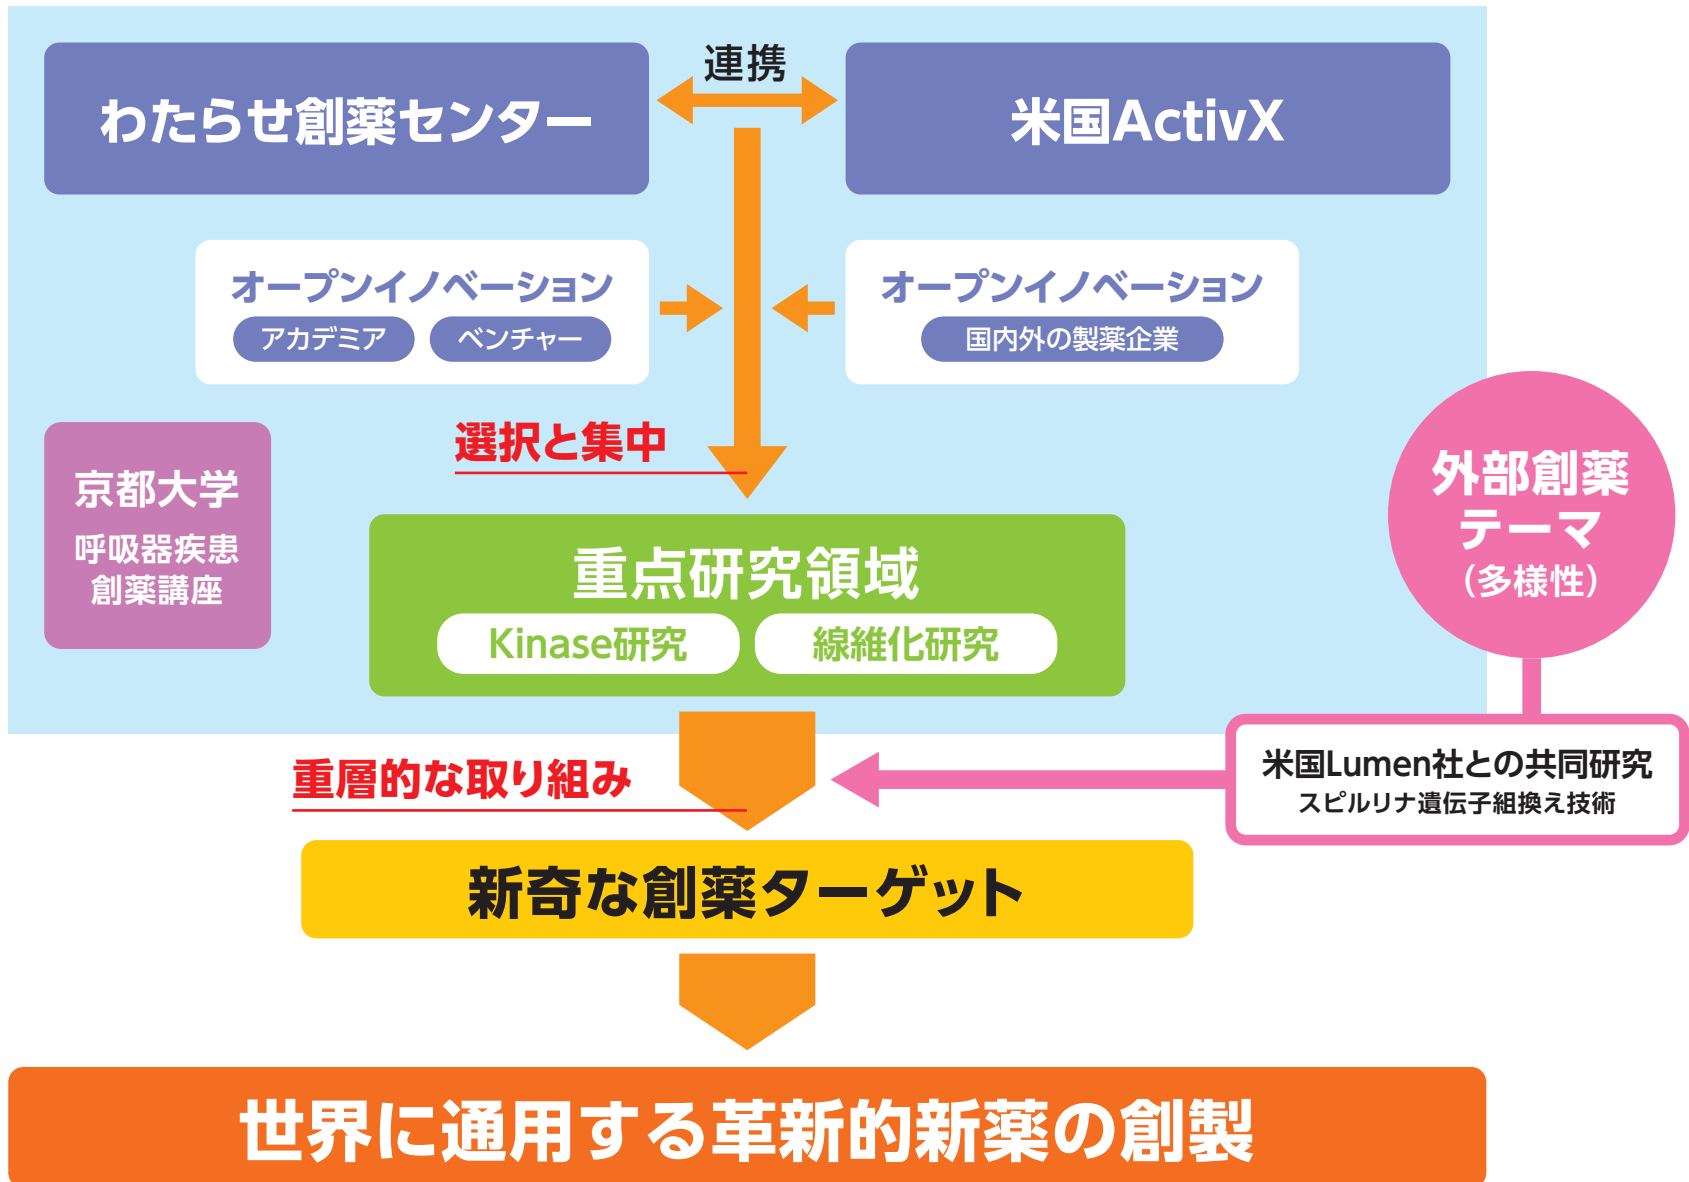 連携
わたらせ創薬センター
米国ActivX
オープンイノベーション
アカデミア
ベンチャー
オープンイノベーション
国内外の製薬企業
選択と集中
京都大学
呼吸器疾患
創薬講座
外部創薬
テーマ
（多様性）
重点研究領域
Kinase研究
線維化研究
重層的な取り組み
米国Lumen社との共同研究
スピルリナ遺伝子組換え技術
新奇な創薬ターゲット
世界に通用する革新的新薬の創製